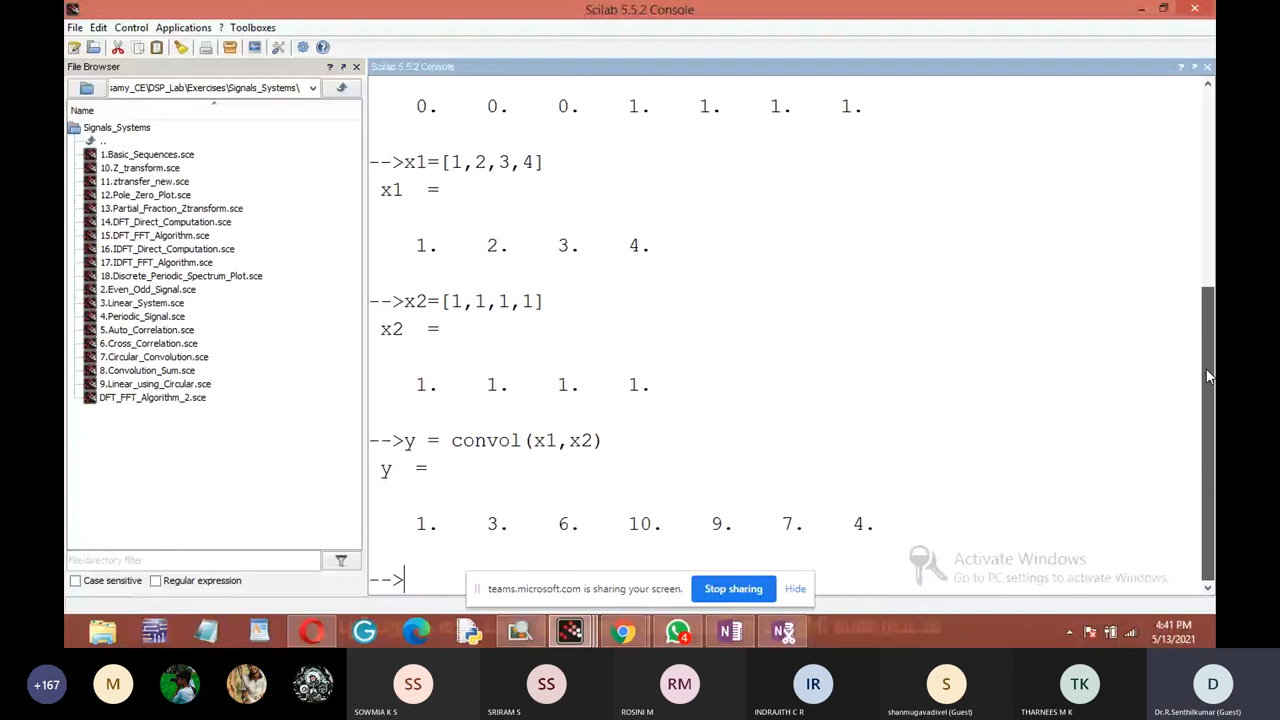 Scilab 5.5.2 Console
File Edit Control Applications ? Toolboxes
File Browser ? Scilab 5.5.2 Console ?
amy_CE\DSP_Lab\Exercises\Signals_Systems\
Name
Signals_Systems
..
1.Basic_Sequences.sce
10.Z_transform.sce
11.ztransfer_new.sce
12.Pole_Zero_Plot.sce
13.Partial_Fraction_Ztransform.sce
14.DFT_Direct_Computation.sce
15.DFT_FFT_Algorithm.sce
16.IDFT_Direct_Computation.sce
17.IDFT_FFT_Algorithm.sce
18.Discrete_Periodic_Spectrum_Plot.sce
2.Even_Odd_Signal.sce
3.Linear_System.sce
4.Periodic_Signal.sce
5.Auto_Correlation.sce
6.Cross_Correlation.sce
7.Circular_Convolution.sce
8.Convolution_Sum.sce
9.Linear_using_Circular.sce
DFT_FFT_Algorithm_2.sce
File/directory filter
Case sensitive Regular expression
0. 0. 0. 1. 1. 1. 1.
-->x1=[1,2,3,4]
x1 =
1. 2. 3. 4.
-->x2=[1,1,1,1]
x2 =
1. 1. 1. 1.
-->y = convol(x1,x2)
y =
1. 3. 6. 10. 9. 7. 4.
-->
Activate Windows
Go to PC settings to activate Windows.
teams.microsoft.com is sharing your screen. Stop sharing Hide
4
4:41 PM
5/13/2021
+167 M SS SS RM IR S TK D
SOWMIA K S SRIRAM S ROSINI M INDRAJITH C R shanmugavadivel (Guest) THARNEES M K Dr.R.Senthilkumar (Guest)